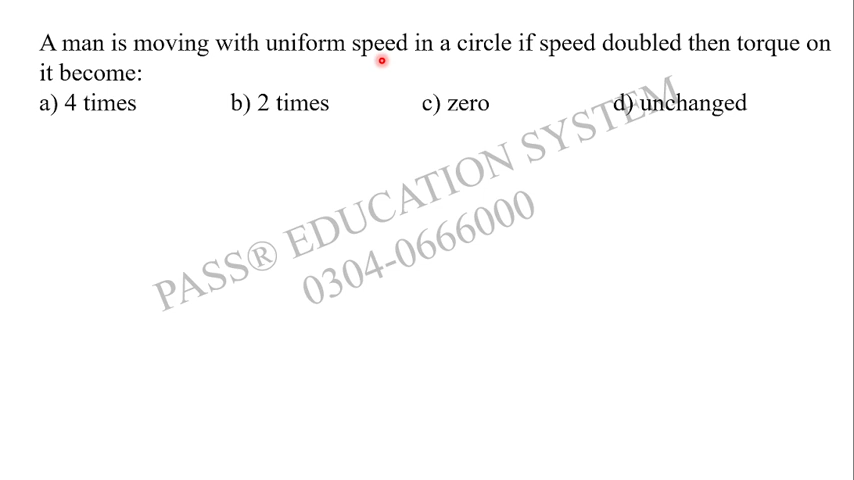 A man is moving with uniform speed in a circle if speed doubled then torque on
it become:
a) 4 times b) 2 times c) zero d) unchanged
PASS® EDUCATION SYSTEM
0304-0666000